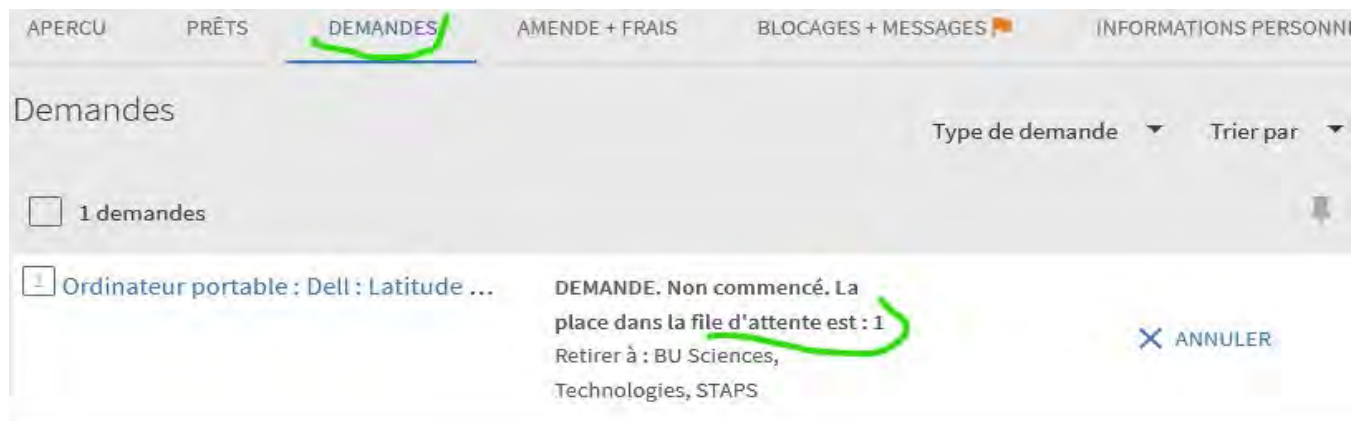 APERCU PRÊTS DEMANDES AMENDE + FRAIS BLOCAGES + MESSAGES INFORMATIONS PERSONN
Demandes
Type de demande Trier par
1 demandes
1 Ordinateur portable : Dell : Latitude ...
DEMANDE. Non commencé. La
place dans la file d'attente est : 1
Retirer à : BU Sciences,
Technologies, STAPS
ANNULER